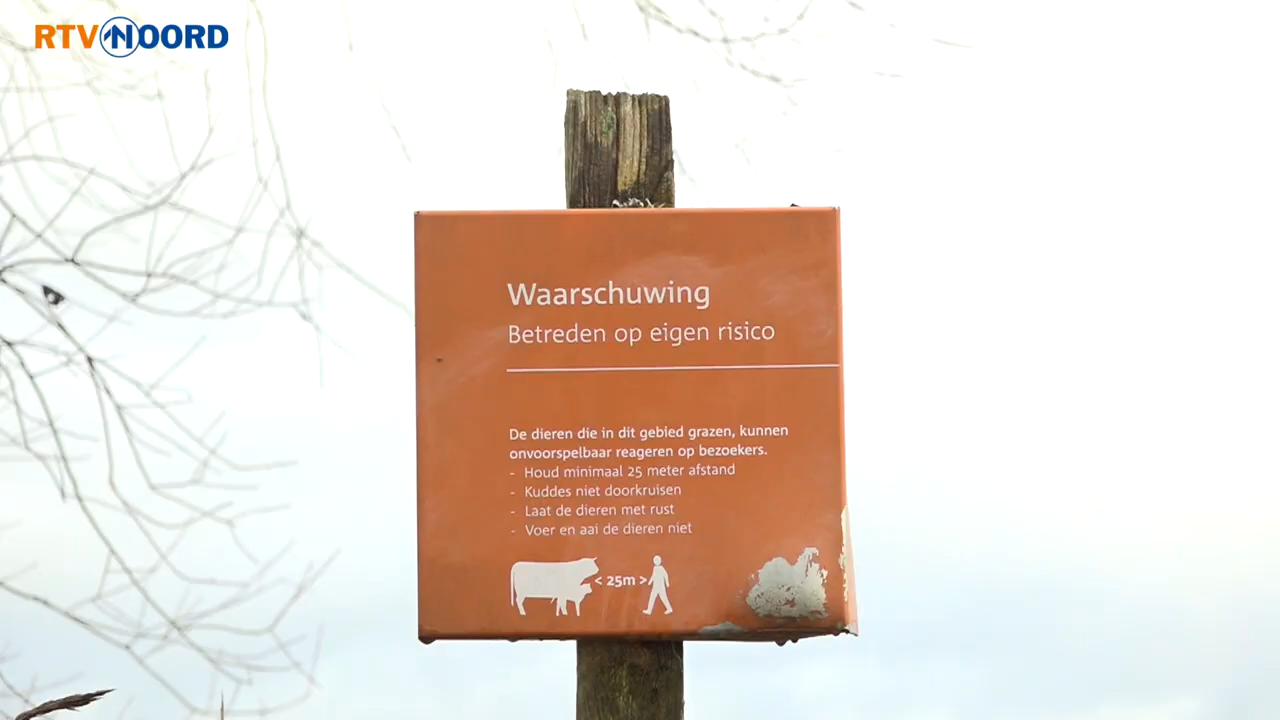 RTV NOORD
Waarschuwing
Betreden op eigen risico
De dieren die in dit gebied grazen, kunnen
onvoorspelbaar reageren op bezoekers.
- Houd minimaal 25 meter afstand
- Kuddes niet doorkruisen
- Laat de dieren met rust
- Voer en aai de dieren niet
< 25m >